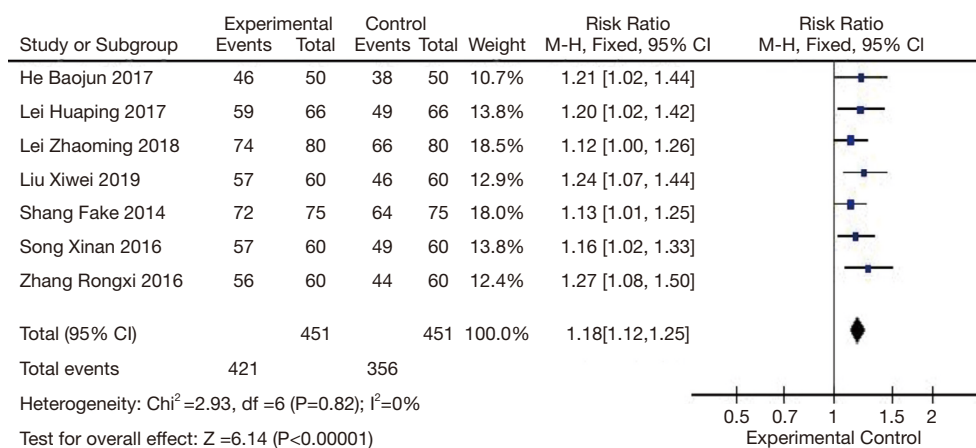 Experimental Control Risk Ratio Risk Ratio
Study or Subgroup Events Total Events Total Weight M-H, Fixed, 95% CI M-H, Fixed, 95% CI
He Baojun 2017 46 50 38 50 10.7% 1.21 [1.02, 1.44]
Lei Huaping 2017 59 66 49 66 13.8% 1.20 [1.02, 1.42]
Lei Zhaoming 2018 74 80 66 80 18.5% 1.12 [1.00, 1.26]
Liu Xiwei 2019 57 60 46 60 12.9% 1.24 [1.07, 1.44]
Shang Fake 2014 72 75 64 75 18.0% 1.13 [1.01, 1.25]
Song Xinan 2016 57 60 49 60 13.8% 1.16 [1.02, 1.33]
Zhang Rongxi 2016 56 60 44 60 12.4% 1.27 [1.08, 1.50]
Total (95% CI) 451 451 100.0% 1.18[1.12,1.25]
Total events 421 356
Heterogeneity: Chi² =2.93, df =6 (P=0.82); I²=0%
Test for overall effect: Z =6.14 (P<0.00001)
0.5 0.7 1 1.5 2
Experimental Control